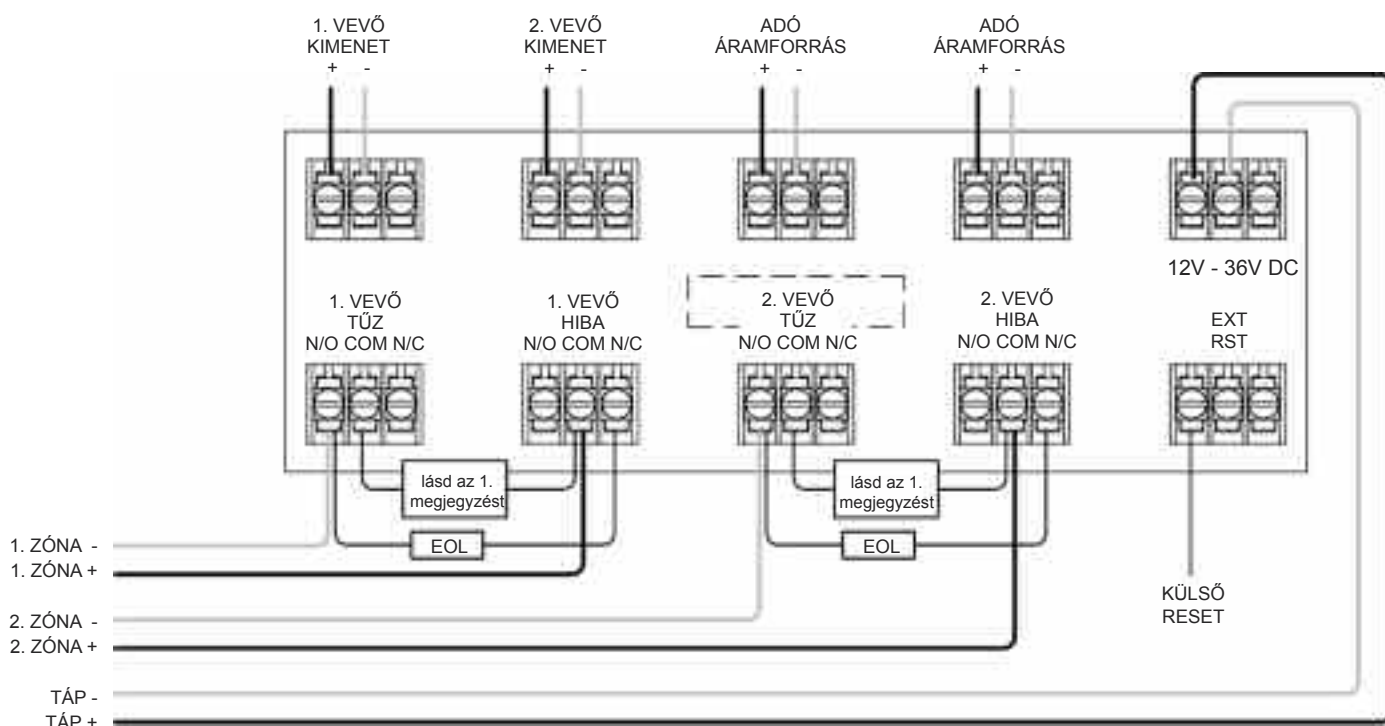 1. VEVŐ
KIMENET
+ -
2. VEVŐ
KIMENET
+ -
ADÓ
ÁRAMFORRÁS
+ -
ADÓ
ÁRAMFORRÁS
+ -
12V - 36V DC
1. VEVŐ
TŰZ
N/O COM N/C
1. VEVŐ
HIBA
N/O COM N/C
2. VEVŐ
TŰZ
N/O COM N/C
2. VEVŐ
HIBA
N/O COM N/C
EXT
RST
lásd az 1.
megjegyzést
lásd az 1.
megjegyzést
EOL
EOL
1. ZÓNA -
1. ZÓNA +
2. ZÓNA -
2. ZÓNA +
KÜLSŐ
RESET
TÁP -
TÁP +